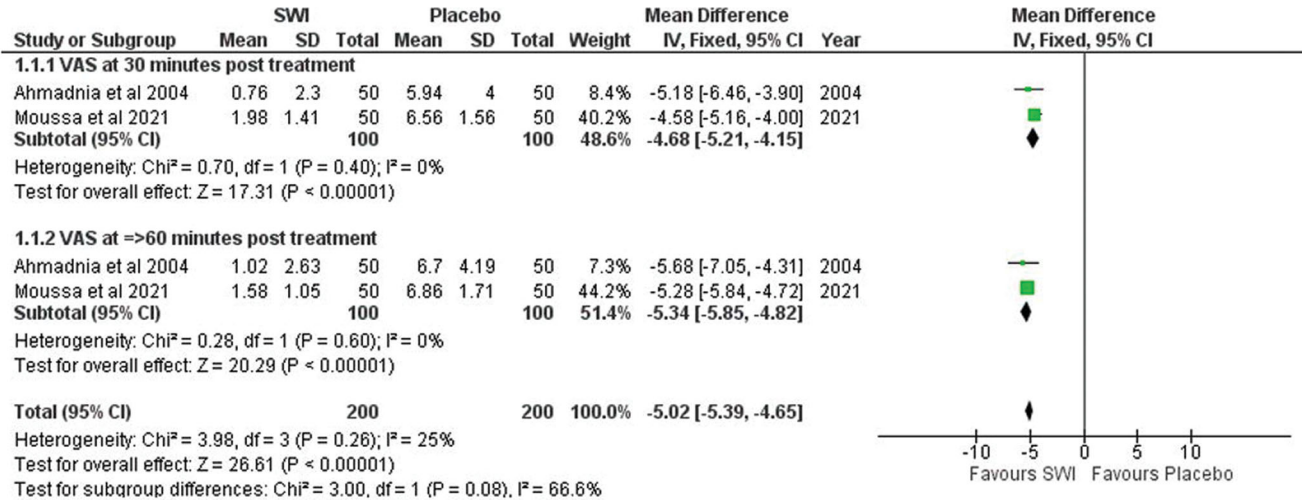 SWI Placebo Mean Difference Mean Difference
Study or Subgroup Mean SD Total Mean SD Total Weight IV, Fixed, 95% CI Year IV, Fixed, 95% CI
1.1.1 VAS at 30 minutes post treatment
Ahmadnia et al 2004 0.76 2.3 50 5.94 4 50 8.4% -5.18 [-6.46, -3.90] 2004
Moussa et al 2021 1.98 1.41 50 6.56 1.56 50 40.2% -4.58 [-5.16, -4.00] 2021
Subtotal (95% CI) 100 100 48.6% -4.68 [-5.21, -4.15]
Heterogeneity: Chi² = 0.70, df = 1 (P = 0.40); I² = 0%
Test for overall effect: Z = 17.31 (P < 0.00001)
1.1.2 VAS at =>60 minutes post treatment
Ahmadnia et al 2004 1.02 2.63 50 6.7 4.19 50 7.3% -5.68 [-7.05, -4.31] 2004
Moussa et al 2021 1.58 1.05 50 6.86 1.71 50 44.2% -5.28 [-5.84, -4.72] 2021
Subtotal (95% CI) 100 100 51.4% -5.34 [-5.85, -4.82]
Heterogeneity: Chi² = 0.28, df = 1 (P = 0.60); I² = 0%
Test for overall effect: Z = 20.29 (P < 0.00001)
Total (95% CI) 200 200 100.0% -5.02 [-5.39, -4.65]
Heterogeneity: Chi² = 3.98, df = 3 (P = 0.26); I² = 25%
Test for overall effect: Z = 26.61 (P < 0.00001)
Test for subgroup differences: Chi² = 3.00, df = 1 (P = 0.08), I² = 66.6%
-10 -5 0 5 10
Favours SWI Favours Placebo